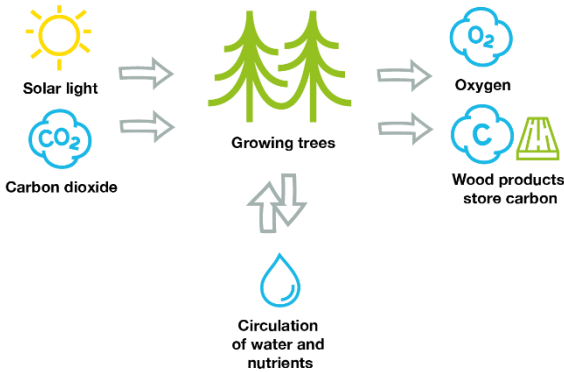 Solar light
CO₂
Carbon dioxide
Growing trees
O₂
Oxygen
C
Wood products
store carbon
Circulation
of water and
nutrients